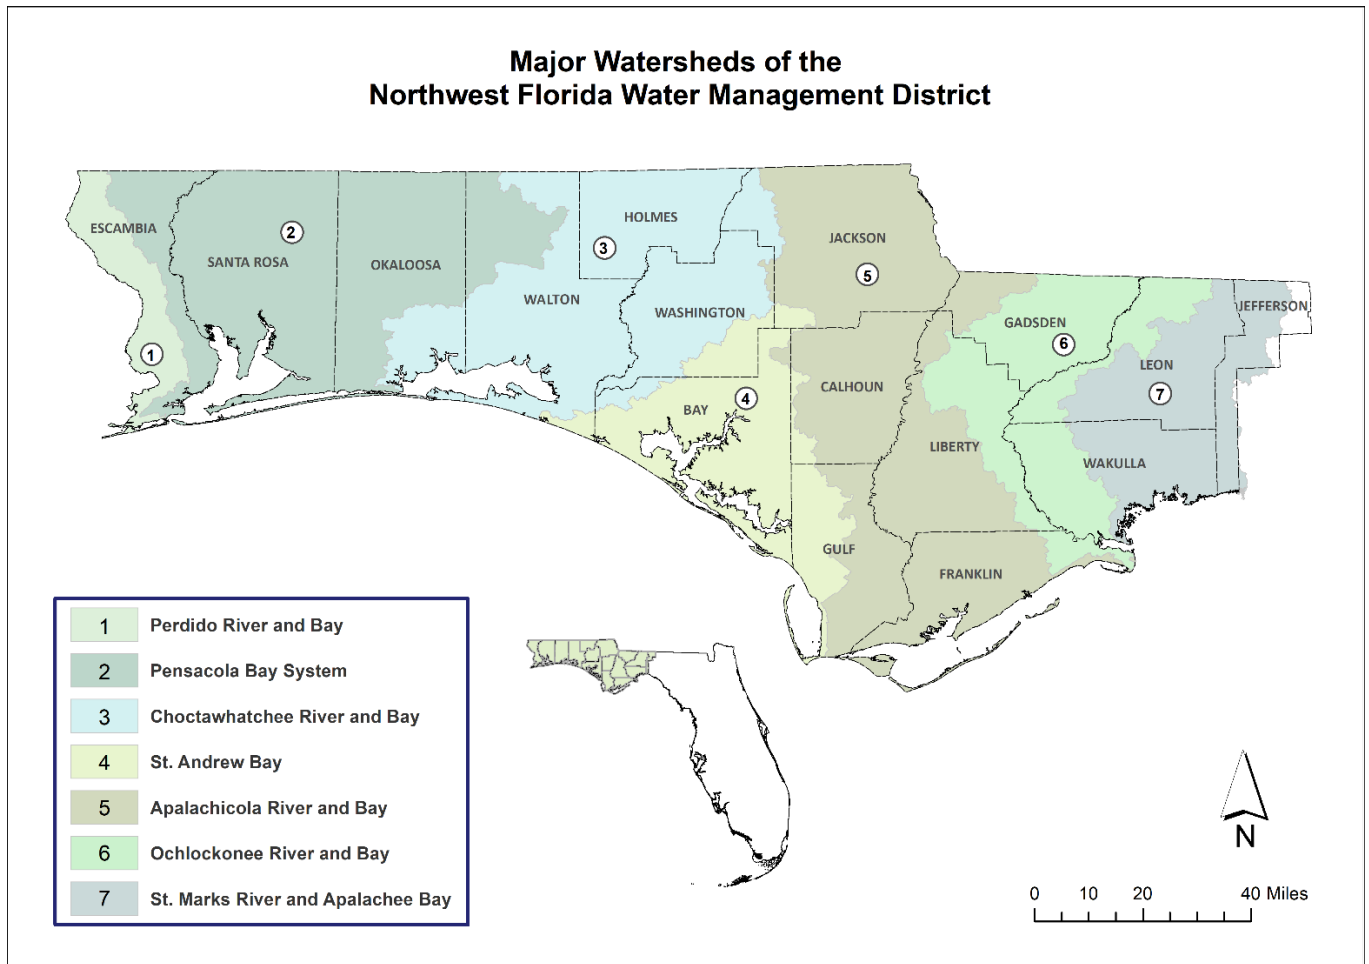 Major Watersheds of the
Northwest Florida Water Management District
ESCAMBIA
2
SANTA ROSA
OKALOOSA
HOLMES
3
WALTON
WASHINGTON
JACKSON
5
GADSDEN
6
JEFFERSON
LEON
7
1
BAY
4
CALHOUN
LIBERTY
WAKULLA
GULF
FRANKLIN
1 Perdido River and Bay
2 Pensacola Bay System
3 Choctawhatchee River and Bay
4 St. Andrew Bay
5 Apalachicola River and Bay
6 Ochlockonee River and Bay
7 St. Marks River and Apalachee Bay
N
0 10 20 40 Miles